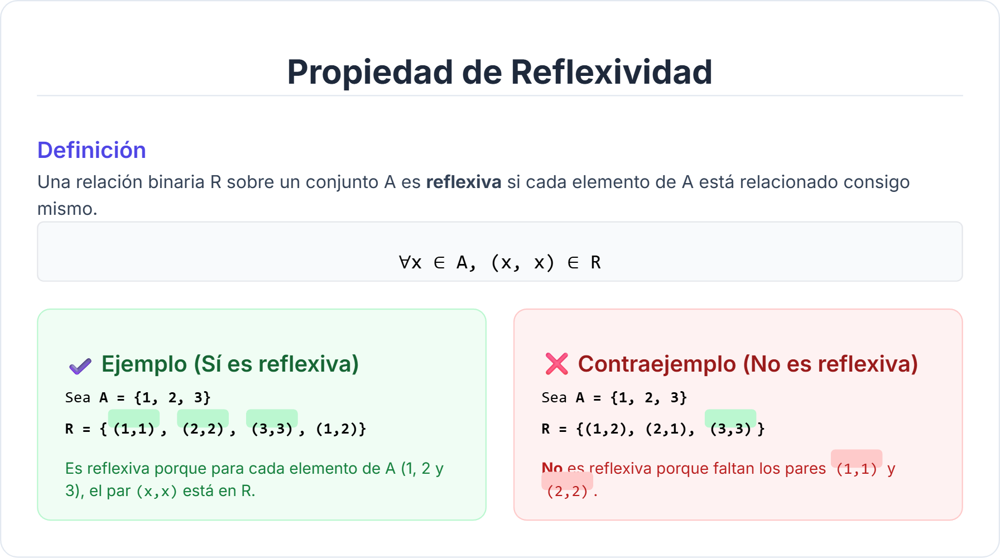 Propiedad de Reflexividad
Definición
Una relación binaria R sobre un conjunto A es reflexiva si cada elemento de A está relacionado consigo
mismo.
∀x ∈ A, (x, x) ∈ R
Ejemplo (Sí es reflexiva)
Sea A = {1, 2, 3}
R = {(1,1), (2,2), (3,3), (1,2)}
Es reflexiva porque para cada elemento de A (1, 2 y
3), el par (x,x) está en R.
Contraejemplo (No es reflexiva)
Sea A = {1, 2, 3}
R = {(1,2), (2,1), (3,3)}
No es reflexiva porque faltan los pares (1,1) y
(2,2).